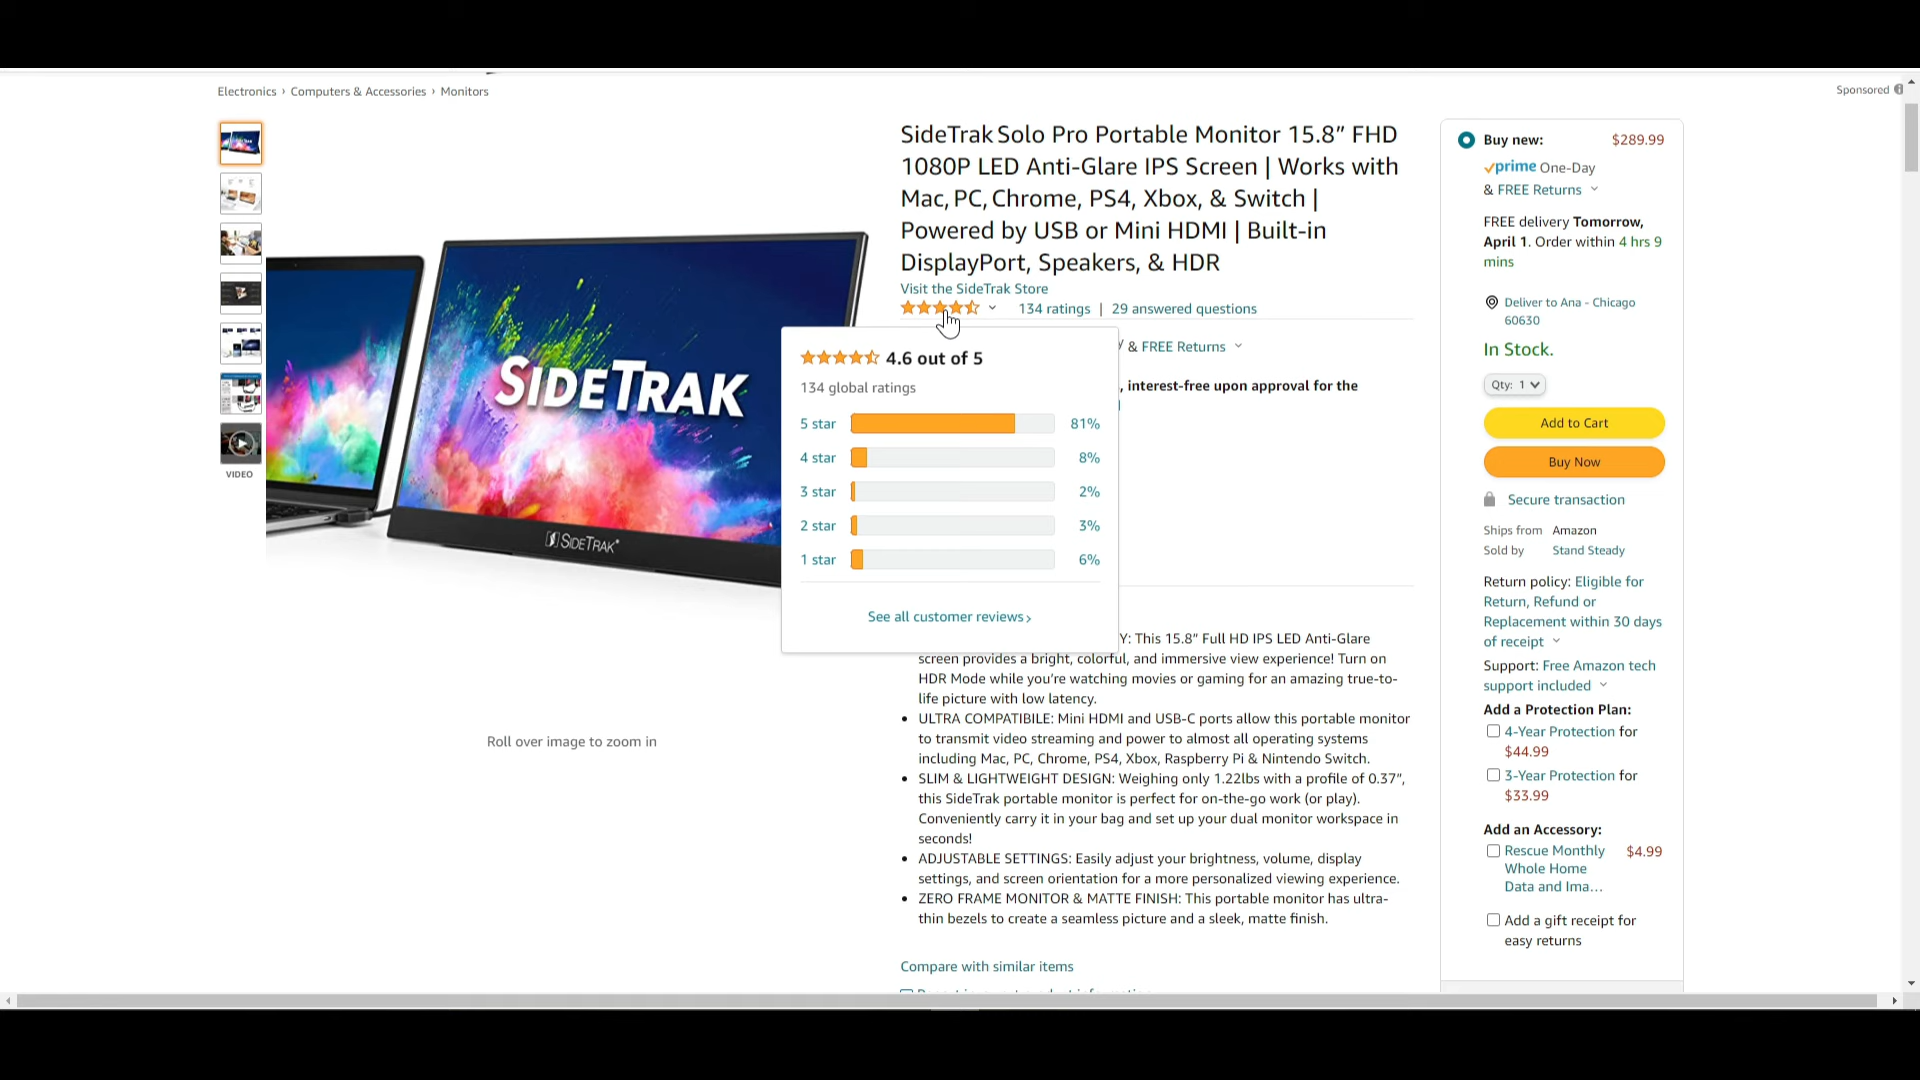 Electronics › Computers & Accessories › Monitors
Sponsored
VIDEO
SIDETRAK
SIDETRAK
Roll over image to zoom in
SideTrak Solo Pro Portable Monitor 15.8” FHD
1080P LED Anti-Glare IPS Screen | Works with
Mac, PC, Chrome, PS4, Xbox, & Switch |
Powered by USB or Mini HDMI | Built-in
DisplayPort, Speakers, & HDR
Visit the SideTrak Store
134 ratings | 29 answered questions
& FREE Returns
, interest-free upon approval for the
4.6 out of 5
134 global ratings
5 star 81%
4 star 8%
3 star 2%
2 star 3%
1 star 6%
See all customer reviews ›
Y: This 15.8” Full HD IPS LED Anti-Glare
screen provides a bright, colorful, and immersive view experience! Turn on
HDR Mode while you’re watching movies or gaming for an amazing true-to-
life picture with low latency.
• ULTRA COMPATIBILE: Mini HDMI and USB-C ports allow this portable monitor
to transmit video streaming and power to almost all operating systems
including Mac, PC, Chrome, PS4, Xbox, Raspberry Pi & Nintendo Switch.
• SLIM & LIGHTWEIGHT DESIGN: Weighing only 1.22lbs with a profile of 0.37”,
this SideTrak portable monitor is perfect for on-the-go work (or play).
Conveniently carry it in your bag and set up your dual monitor workspace in
seconds!
• ADJUSTABLE SETTINGS: Easily adjust your brightness, volume, display
settings, and screen orientation for a more personalized viewing experience.
• ZERO FRAME MONITOR & MATTE FINISH: This portable monitor has ultra-
thin bezels to create a seamless picture and a sleek, matte finish.
Compare with similar items
Buy new: $289.99
prime One-Day
& FREE Returns
FREE delivery Tomorrow,
April 1. Order within 4 hrs 9
mins
Deliver to Ana - Chicago
60630
In Stock.
Qty: 1
Add to Cart
Buy Now
Secure transaction
Ships from Amazon
Sold by Stand Steady
Return policy: Eligible for
Return, Refund or
Replacement within 30 days
of receipt
Support: Free Amazon tech
support included
Add a Protection Plan:
4-Year Protection for
$44.99
3-Year Protection for
$33.99
Add an Accessory:
Rescue Monthly $4.99
Whole Home
Data and Ima...
Add a gift receipt for
easy returns